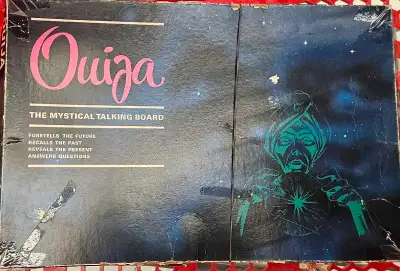 Ouija
THE MYSTICAL TALKING BOARD
FORETELLS THE FUTURE
RECALLS THE PAST
REVEALS THE PRESENT
ANSWERS QUESTIONS